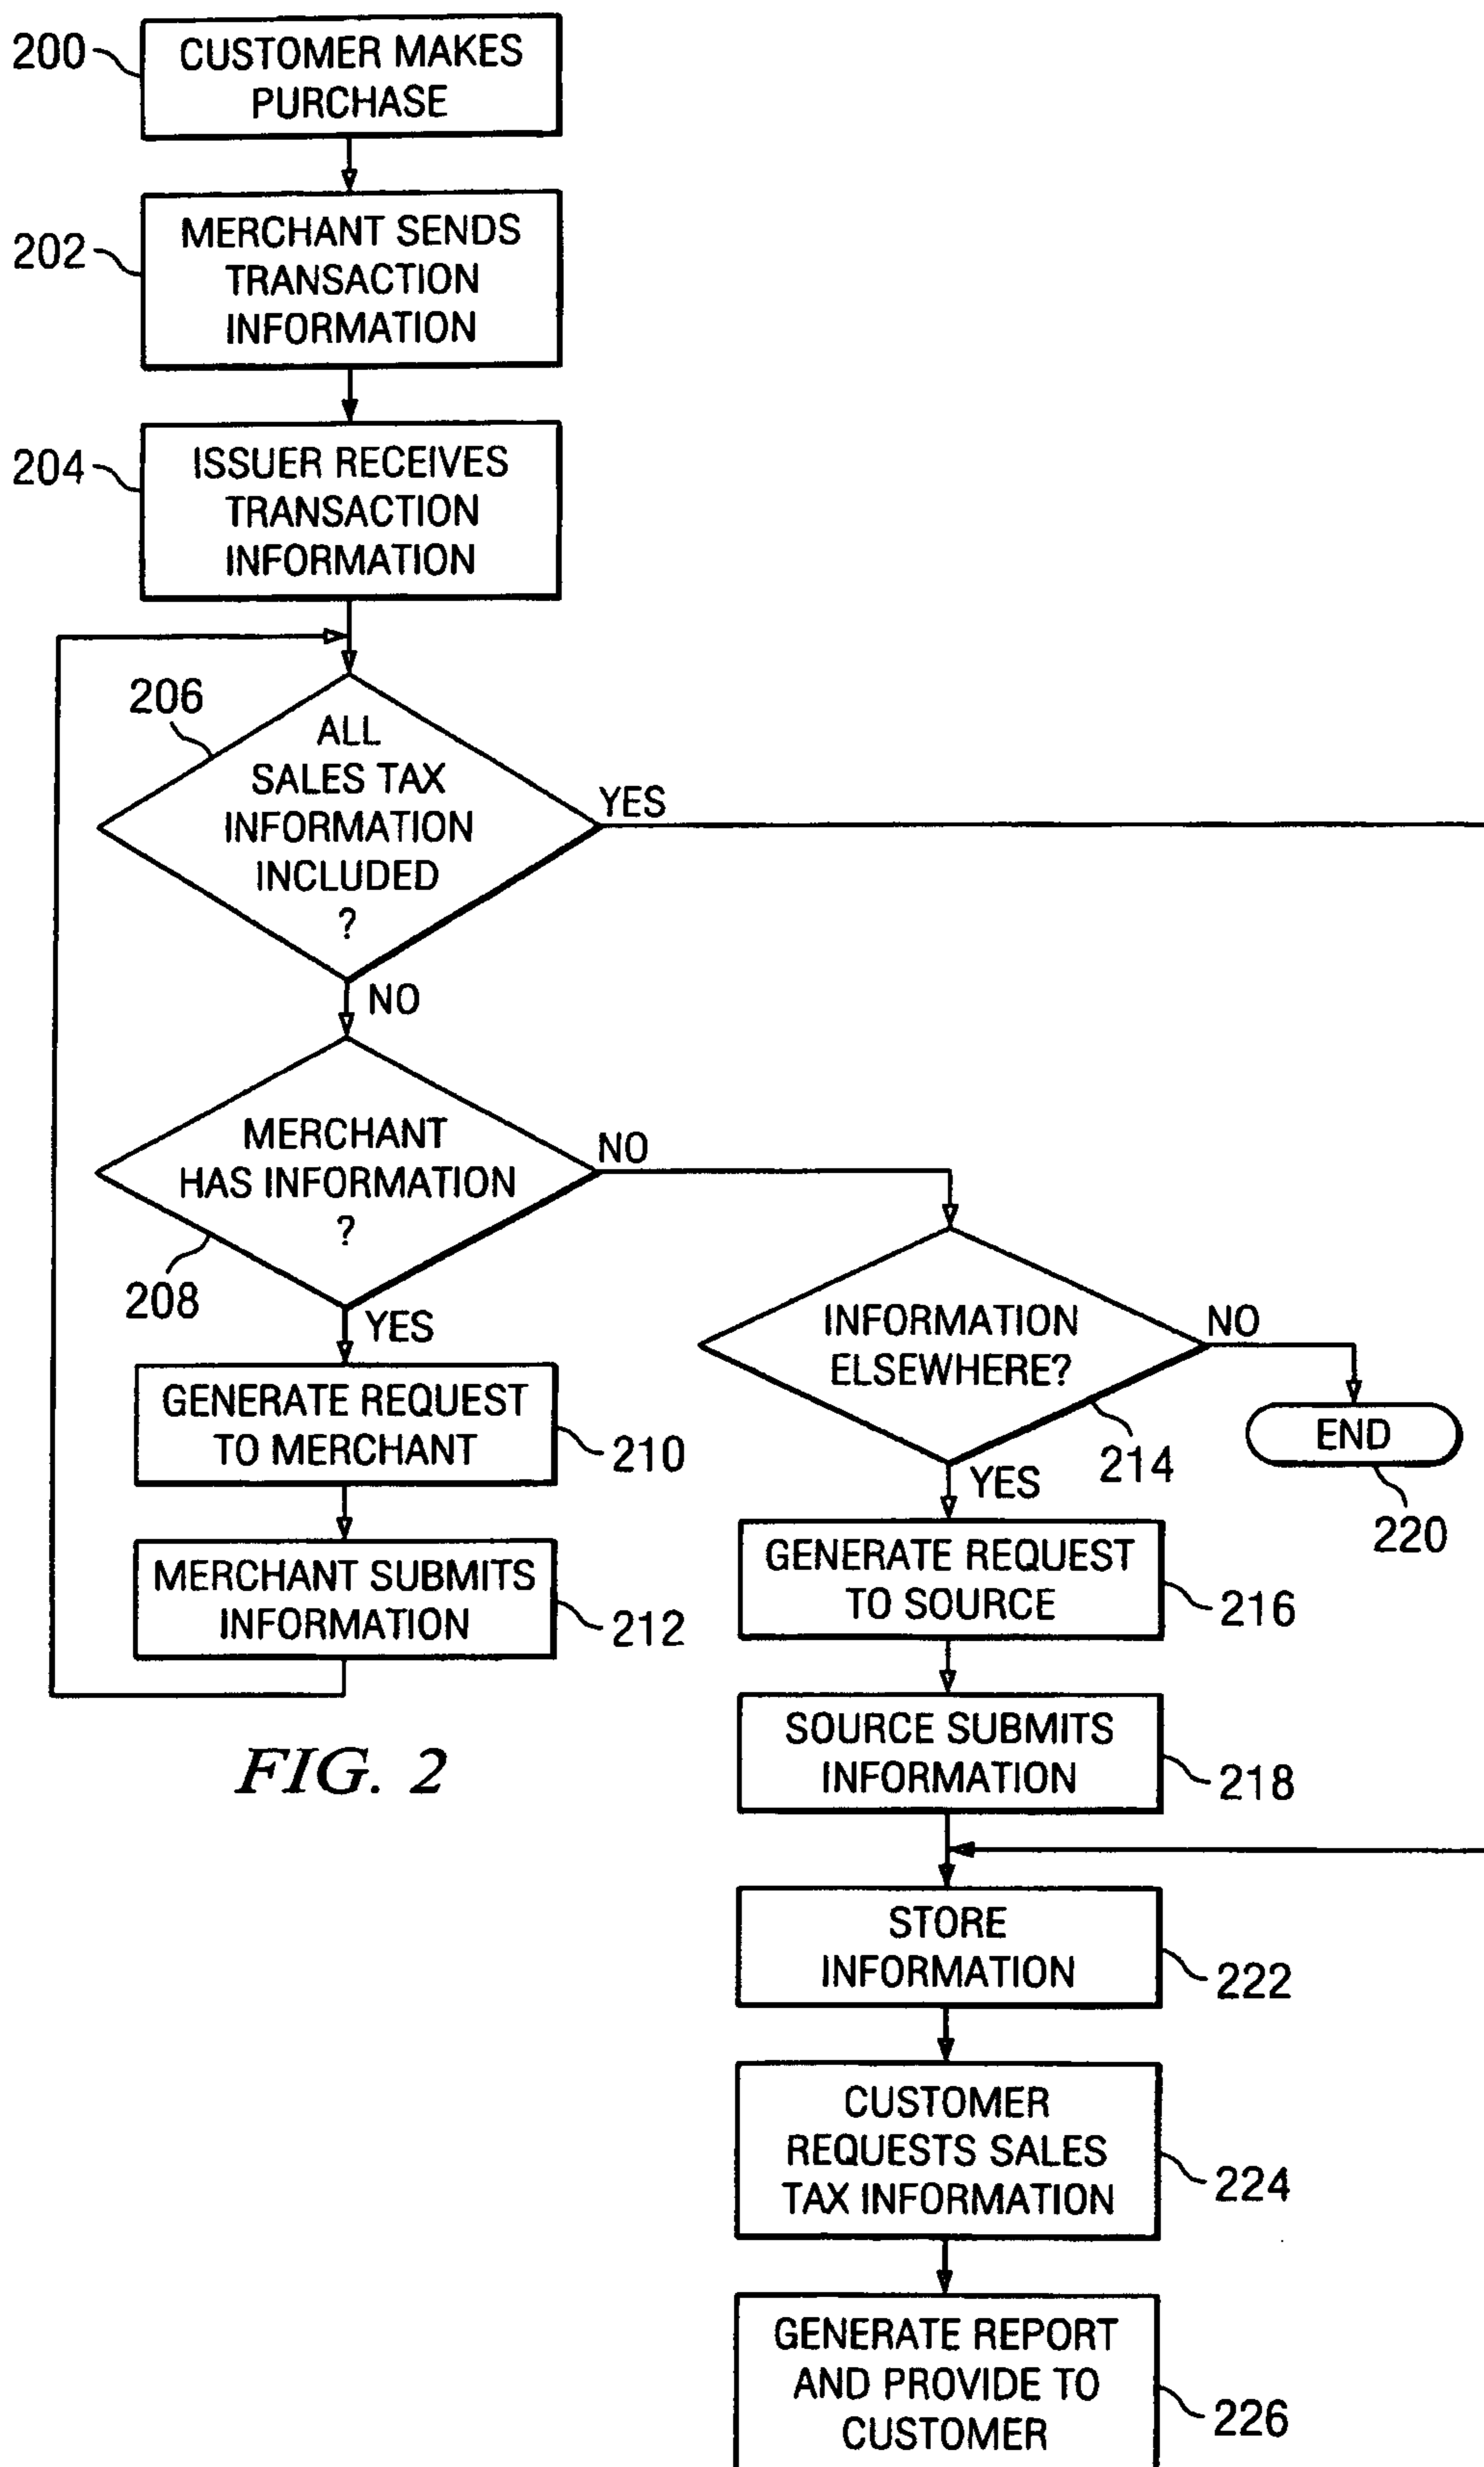 200
CUSTOMER MAKES
PURCHASE
202
MERCHANT SENDS
TRANSACTION
INFORMATION
204
ISSUER RECEIVES
TRANSACTION
INFORMATION
206
ALL
SALES TAX
INFORMATION
INCLUDED
?
YES
NO
MERCHANT
HAS INFORMATION
?
208
NO
YES
GENERATE REQUEST
TO MERCHANT
210
MERCHANT SUBMITS
INFORMATION
212
INFORMATION
ELSEWHERE?
214
NO
END
220
YES
GENERATE REQUEST
TO SOURCE
216
SOURCE SUBMITS
INFORMATION
218
FIG. 2
STORE
INFORMATION
222
CUSTOMER
REQUESTS SALES
TAX INFORMATION
224
GENERATE REPORT
AND PROVIDE TO
CUSTOMER
226